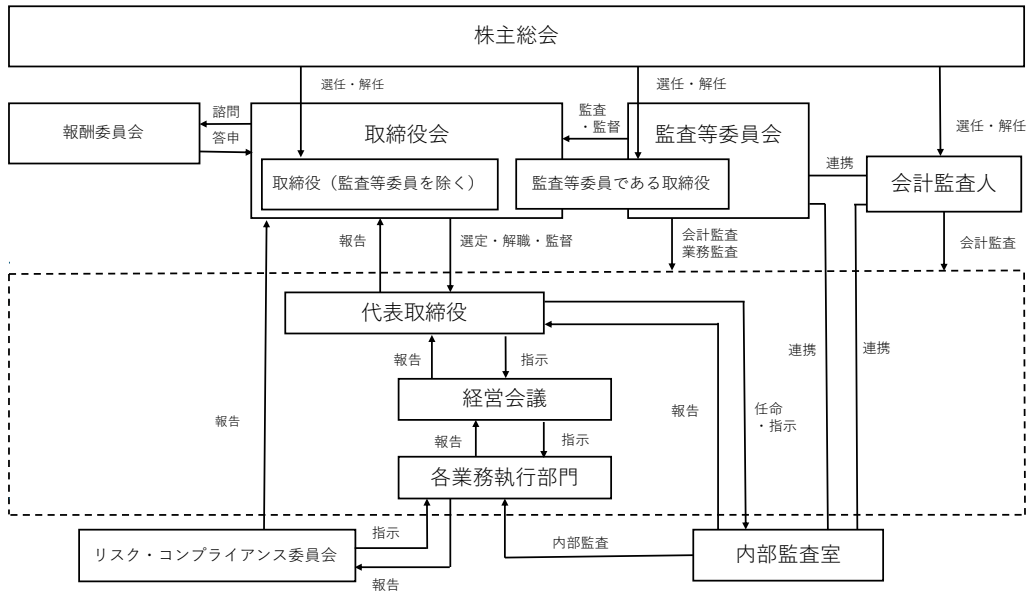 株主総会
選任・解任
選任・解任
選任・解任
報酬委員会
諮問
答申
取締役会
取締役（監査等委員を除く）
監査
・監督
監査等委員会
監査等委員である取締役
連携
会計監査人
報告
選定・解職・監督
会計監査
業務監査
会計監査
代表取締役
報告
指示
経営会議
報告
指示
各業務執行部門
報告
報告
任命
・指示
連携
連携
リスク・コンプライアンス委員会
指示
報告
内部監査
内部監査室